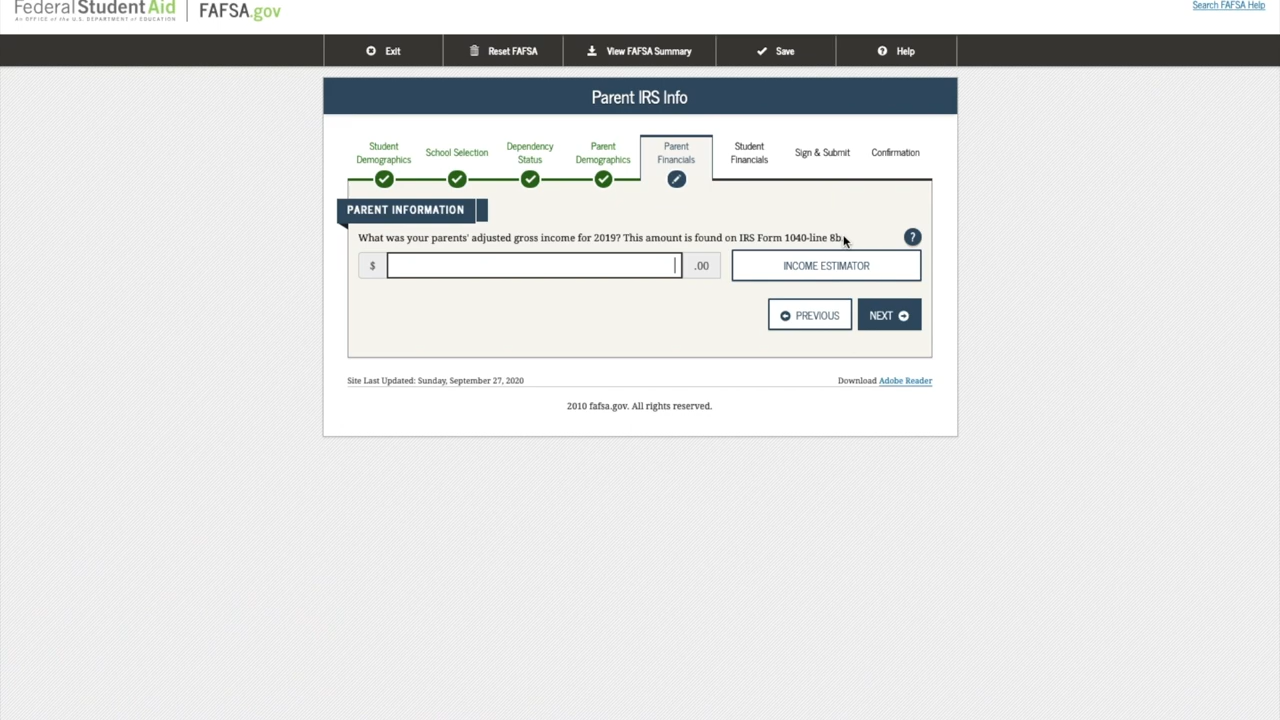 Federal Student Aid
An OFFICE of the U.S. DEPARTMENT of EDUCATION
FAFSA.gov
Search FAFSA Help
Exit
Reset FAFSA
View FAFSA Summary
Save
Help
Parent IRS Info
Student Demographics
School Selection
Dependency Status
Parent Demographics
Parent Financials
Student Financials
Sign & Submit
Confirmation
PARENT INFORMATION
What was your parents' adjusted gross income for 2019? This amount is found on IRS Form 1040-line 8b.
?
$
.00
INCOME ESTIMATOR
PREVIOUS
NEXT
Site Last Updated: Sunday, September 27, 2020
Download Adobe Reader
2010 fafsa.gov. All rights reserved.